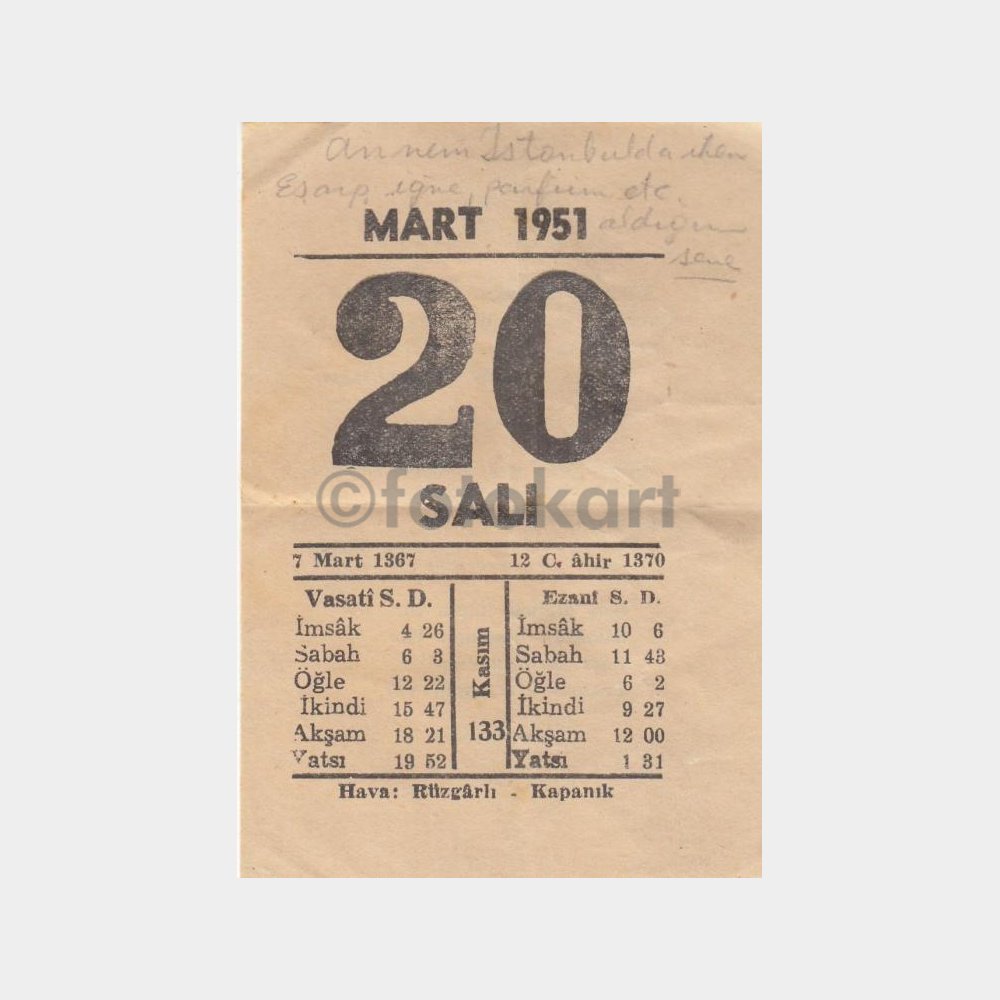 annem İstanbulda iken
Eşarp, iğne, parfüm etc.
aldığım
sene
MART 1951
20
SALI
©fotokart
7 Mart 1367 12 C. âhir 1370
Vasatî S. D.
İmsâk 4 26
Sabah 6 3
Öğle 12 22
İkindi 15 47
Akşam 18 21
Yatsı 19 52
Kasım
133
Ezanî S. D.
İmsâk 10 6
Sabah 11 43
Öğle 6 2
İkindi 9 27
Akşam 12 00
Yatsı 1 31
Hava: Rüzgârlı - Kapanık